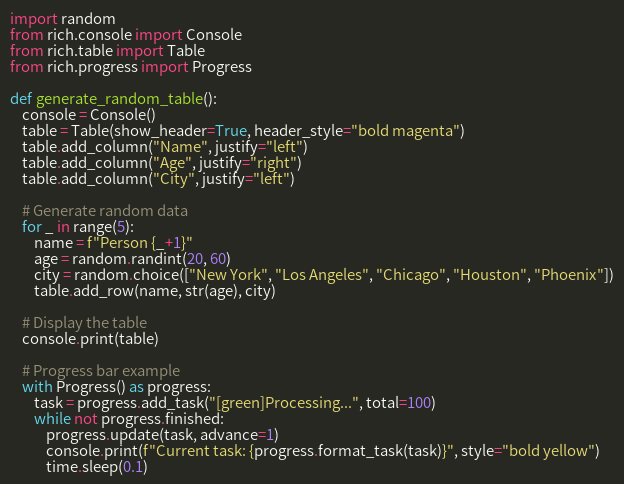 import random
from rich.console import Console
from rich.table import Table
from rich.progress import Progress

def generate_random_table():
    console = Console()
    table = Table(show_header=True, header_style="bold magenta")
    table.add_column("Name", justify="left")
    table.add_column("Age", justify="right")
    table.add_column("City", justify="left")

    # Generate random data
    for _ in range(5):
        name = f"Person {_+1}"
        age = random.randint(20, 60)
        city = random.choice(["New York", "Los Angeles", "Chicago", "Houston", "Phoenix"])
        table.add_row(name, str(age), city)

    # Display the table
    console.print(table)

    # Progress bar example
    with Progress() as progress:
        task = progress.add_task("[green]Processing...", total=100)
        while not progress.finished:
            progress.update(task, advance=1)
            console.print(f"Current task: {progress.format_task(task)}", style="bold yellow")
            time.sleep(0.1)